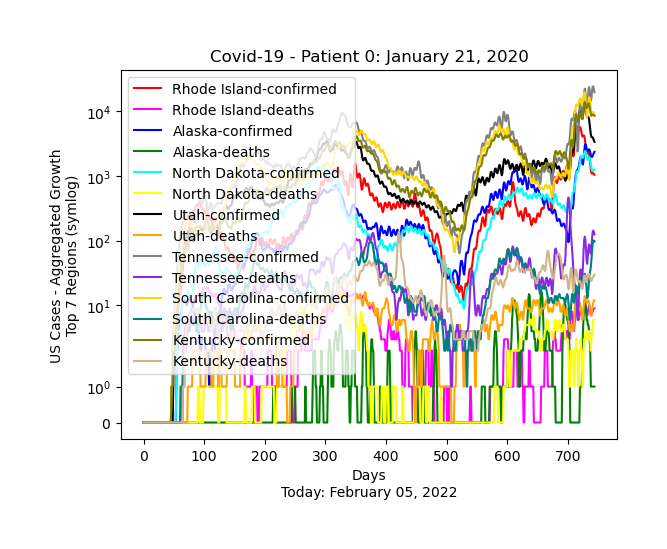 Covid-19 - Patient 0: January 21, 2020
US Cases - Aggregated Growth
Top 7 Regions (symlog)
10^4
10^3
10^2
10^1
10^0
0
Rhode Island-confirmed
Rhode Island-deaths
Alaska-confirmed
Alaska-deaths
North Dakota-confirmed
North Dakota-deaths
Utah-confirmed
Utah-deaths
Tennessee-confirmed
Tennessee-deaths
South Carolina-confirmed
South Carolina-deaths
Kentucky-confirmed
Kentucky-deaths
0 100 200 300 400 500 600 700
Days
Today: February 05, 2022